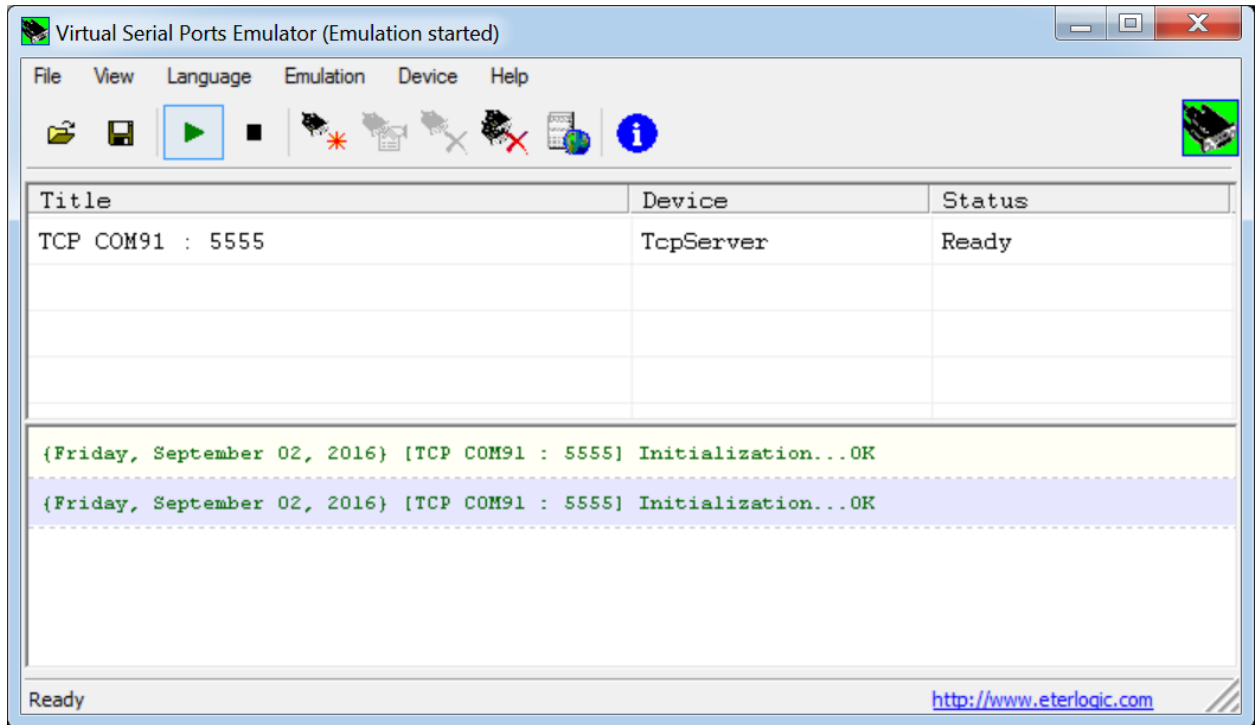 Virtual Serial Ports Emulator (Emulation started)
File View Language Emulation Device Help
Title Device Status
TCP COM91 : 5555 TcpServer Ready
{Friday, September 02, 2016} [TCP COM91 : 5555] Initialization...OK
{Friday, September 02, 2016} [TCP COM91 : 5555] Initialization...OK
Ready http://www.eterlogic.com